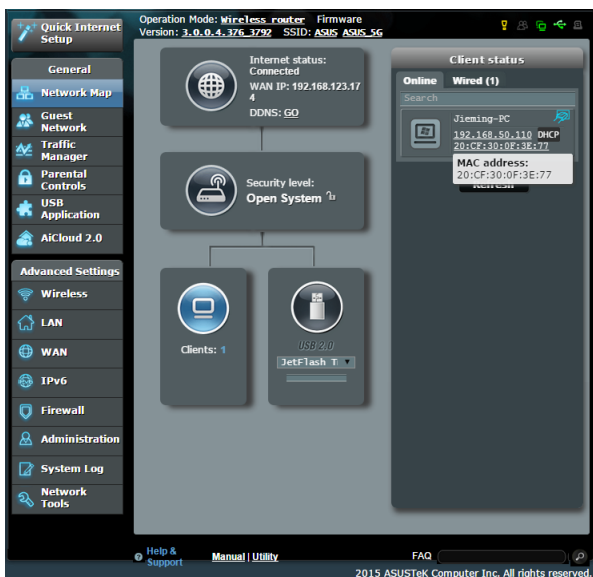 Quick Internet
Setup
Operation Mode: Wireless router Firmware
Version: 3.0.0.4.376_3792 SSID: ASUS ASUS_5G
General
Network Map
Guest
Network
Traffic
Manager
Parental
Controls
USB
Application
AiCloud 2.0
Advanced Settings
Wireless
LAN
WAN
IPv6
Firewall
Administration
System Log
Network
Tools
Internet status:
Connected
WAN IP: 192.168.123.17
4
DDNS: GO
Security level:
Open System
Clients: 1
USB 2.0
JetFlash T
Client status
Online Wired (1)
Search
Jieming-PC
192.168.50.110 DHCP
20:CF:30:0F:3E:77
MAC address:
20:CF:30:0F:3E:77
Refresh
Help &
Support
Manual | Utility
FAQ
2015 ASUSTeK Computer Inc. All rights reserved.